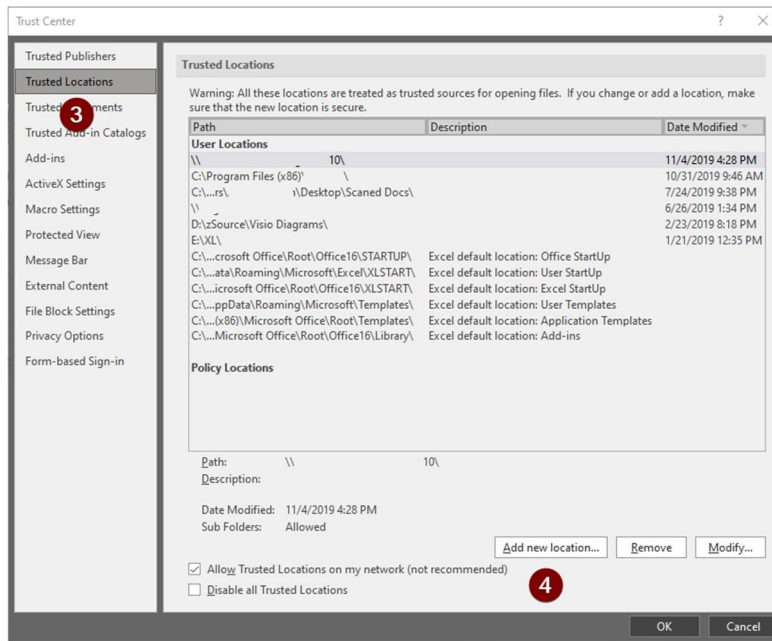 Trust Center ? ×
Trusted Publishers
Trusted Locations
Trusted
3
Trusted Add-in Catalogs
Add-ins
ActiveX Settings
Macro Settings
Protected View
Message Bar
External Content
File Block Settings
Privacy Options
Form-based Sign-in
Trusted Locations
Warning: All these locations are treated as trusted sources for opening files. If you change or add a location, make
sure that the new location is secure.
Path Description Date Modified
User Locations
\\ 10\ 11/4/2019 4:28 PM
C:\Program Files (x86)\ \ 10/31/2019 9:46 AM
C:\...rs\ \Desktop\Scaned Docs\ 7/24/2019 9:38 PM
\\ 6/26/2019 1:34 PM
D:\zSource\Visio Diagrams\ 2/23/2019 8:18 PM
E:\XL\ 1/21/2019 12:35 PM
C:\...crosoft Office\Root\Office16\STARTUP\ Excel default location: Office StartUp
C:\...ata\Roaming\Microsoft\Excel\XLSTART\ Excel default location: User StartUp
C:\...icrosoft Office\Root\Office16\XLSTART\ Excel default location: Excel StartUp
C:\...ppData\Roaming\Microsoft\Templates\ Excel default location: User Templates
C:\...(x86)\Microsoft Office\Root\Templates\ Excel default location: Application Templates
C:\...Microsoft Office\Root\Office16\Library\ Excel default location: Add-ins
Policy Locations
Path: \\ 10\
Description:
Date Modified: 11/4/2019 4:28 PM
Sub Folders: Allowed
Add new location... Remove Modify...
Allow Trusted Locations on my network (not recommended)
4
Disable all Trusted Locations
OK Cancel